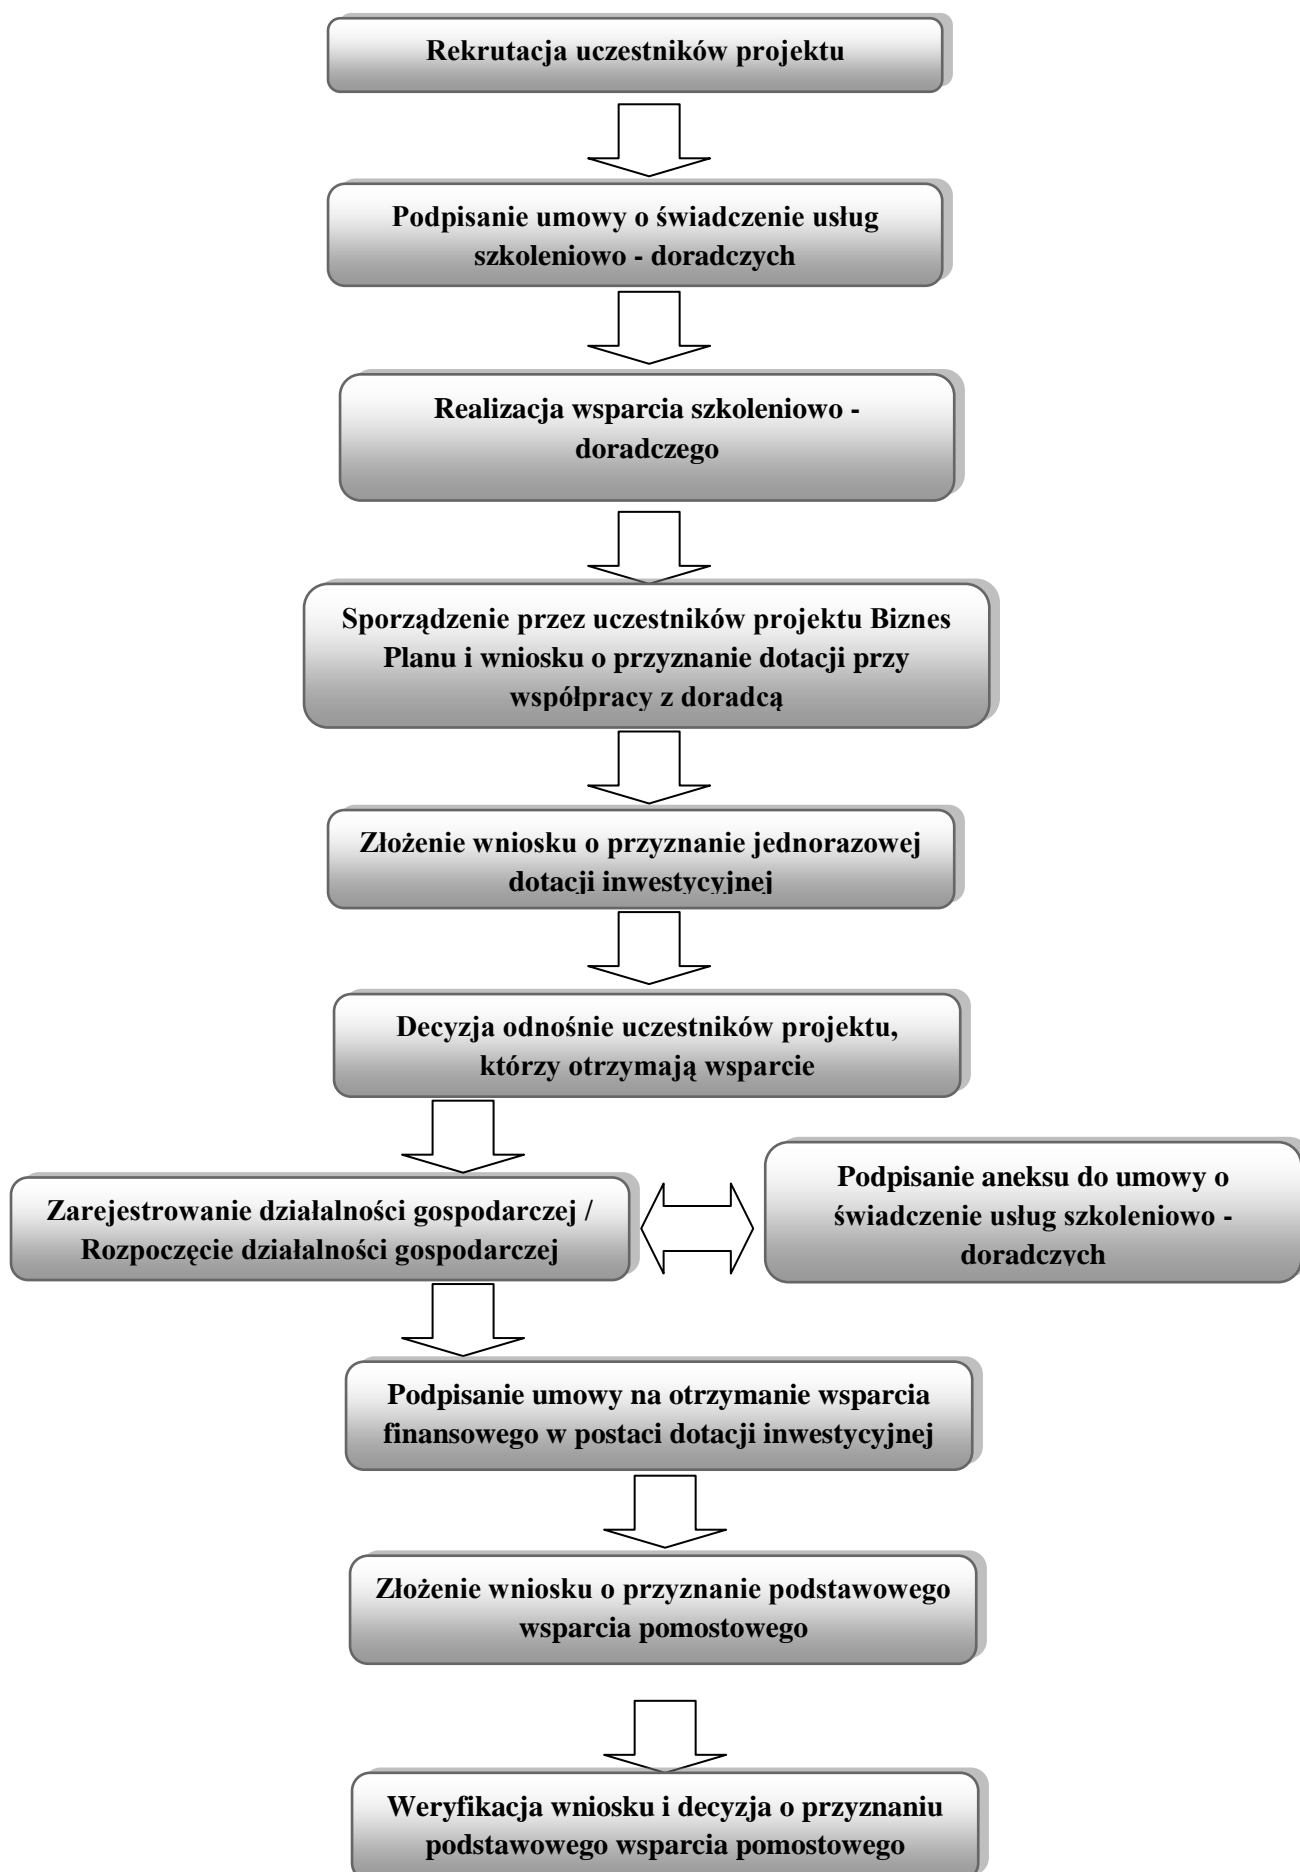 Rekrutacja uczestników projektu
Podpisanie umowy o świadczenie usług
szkoleniowo - doradczych
Realizacja wsparcia szkoleniowo -
doradczego
Sporządzenie przez uczestników projektu Biznes
Planu i wniosku o przyznanie dotacji przy
współpracy z doradcą
Złożenie wniosku o przyznanie jednorazowej
dotacji inwestycyjnej
Decyzja odnośnie uczestników projektu,
którzy otrzymają wsparcie
Zarejestrowanie działalności gospodarczej /
Rozpoczęcie działalności gospodarczej
Podpisanie aneksu do umowy o
świadczenie usług szkoleniowo -
doradczych
Podpisanie umowy na otrzymanie wsparcia
finansowego w postaci dotacji inwestycyjnej
Złożenie wniosku o przyznanie podstawowego
wsparcia pomostowego
Weryfikacja wniosku i decyzja o przyznaniu
podstawowego wsparcia pomostowego